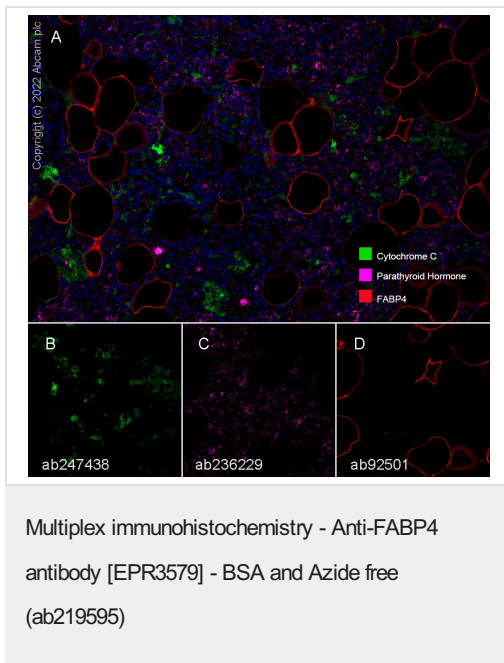 A
Copyright (c) 2022 Abcam plc
Cytochrome C
Parathyroid Hormone
FABP4
B
C
D
ab247438
ab236229
ab92501
Multiplex immunohistochemistry - Anti-FABP4
antibody [EPR3579] - BSA and Azide free
(ab219595)